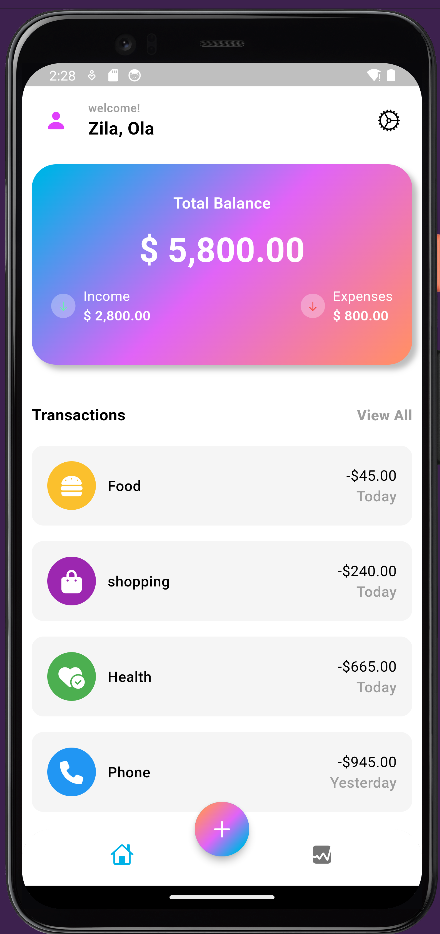 2:28
welcome!
Zila, Ola
Total Balance
$ 5,800.00
Income
$ 2,800.00
Expenses
$ 800.00
Transactions
View All
Food
-$45.00
Today
shopping
-$240.00
Today
Health
-$665.00
Today
Phone
-$945.00
Yesterday